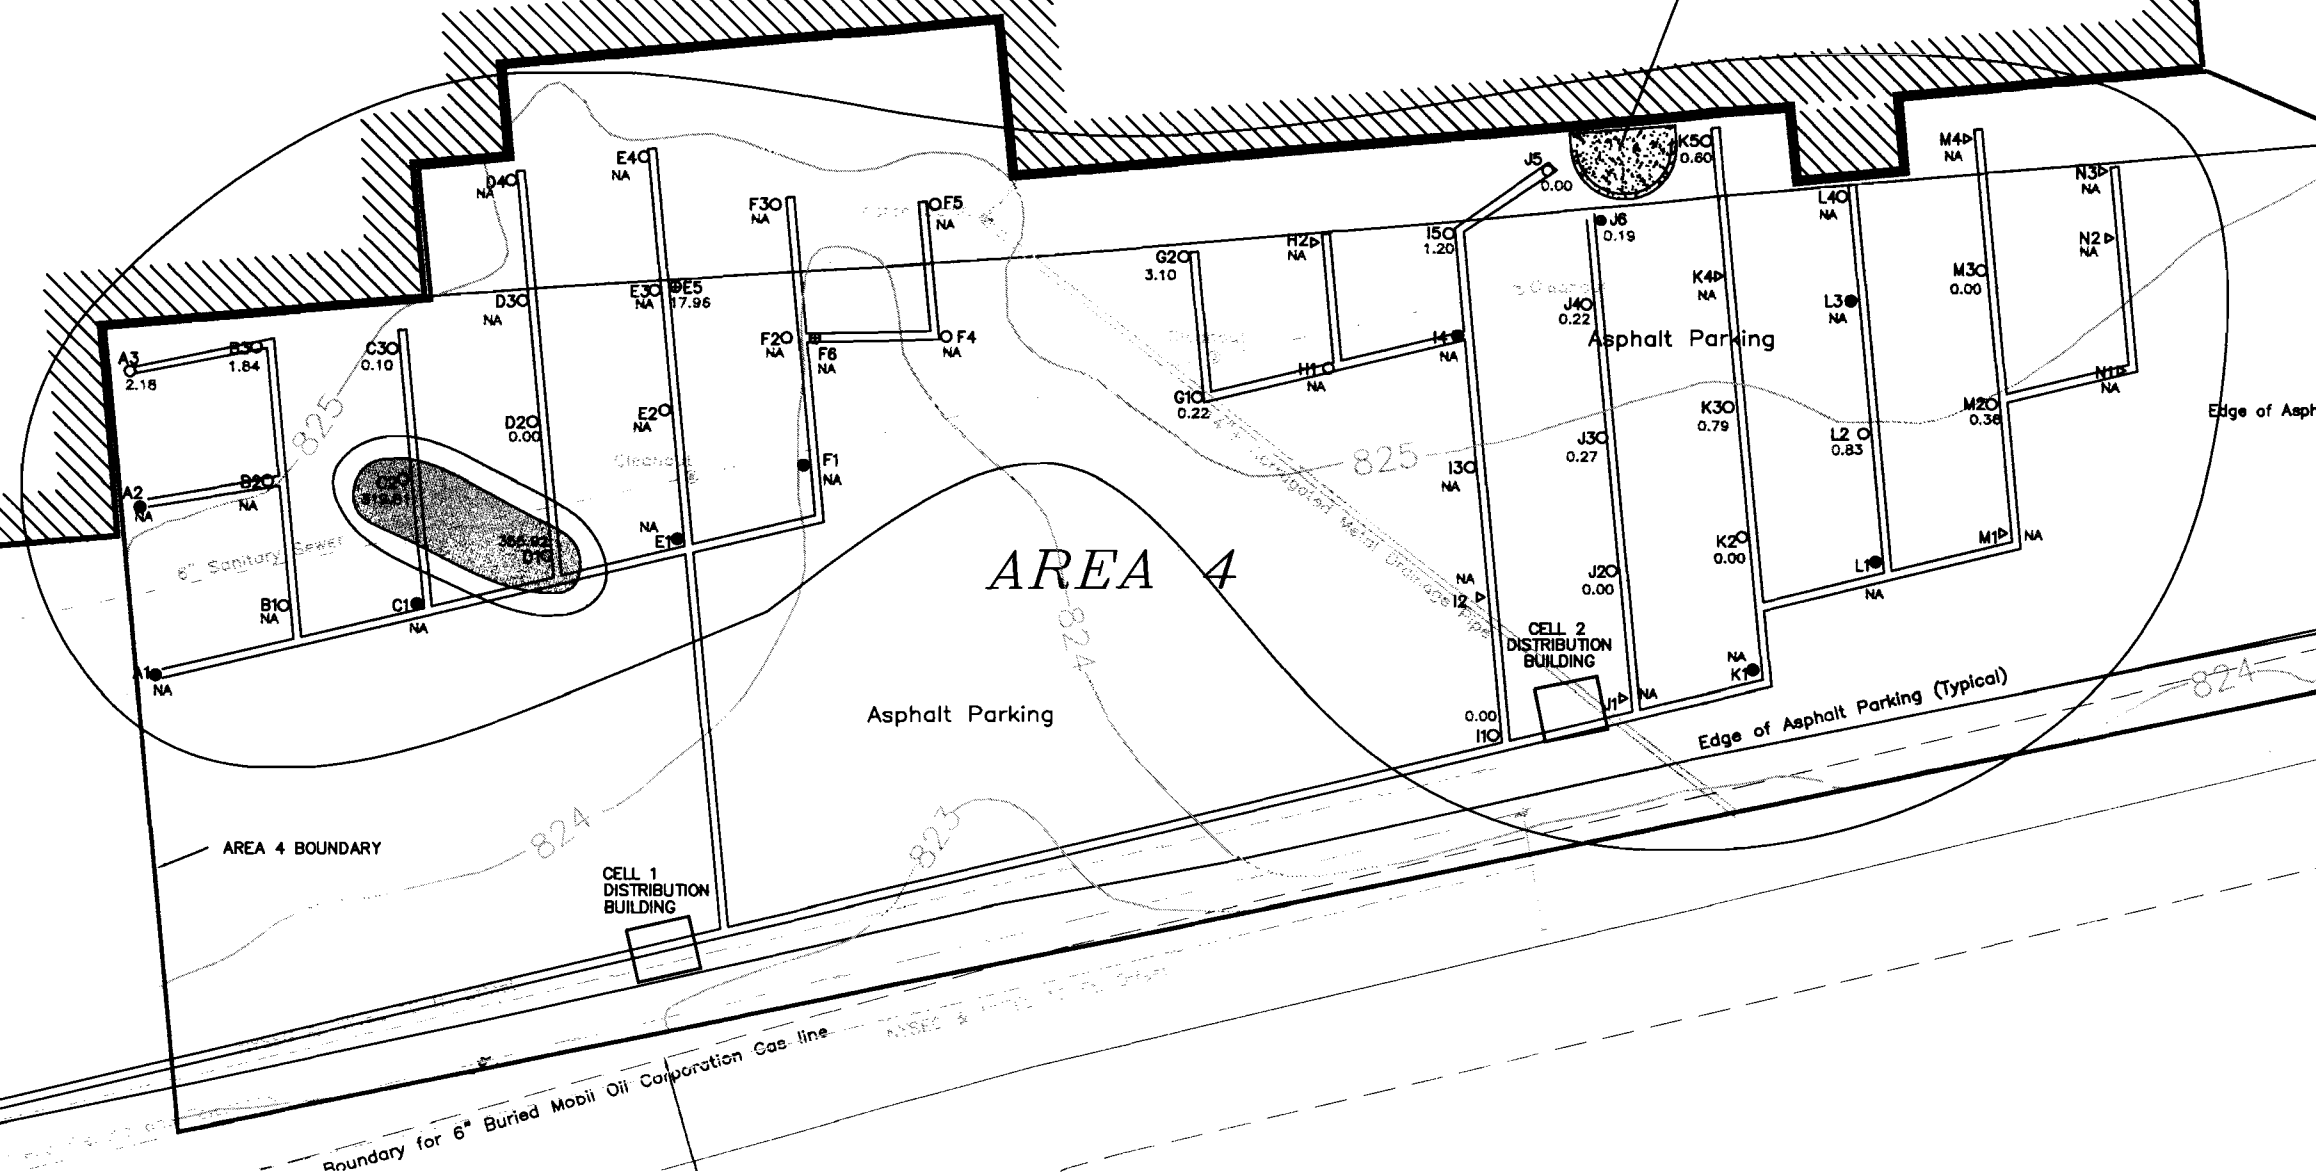 M4
NA
E4
NA
K5
0.60
J5
0.00
N3
NA
D4
NA
L4
NA
F3
NA
F5
NA
J6
0.19
I5
1.20
H2
NA
G2
3.10
N2
NA
M3
0.00
K4
NA
D3
NA
E3
NA
E5
17.96
L3
NA
J4
0.22
Asphalt Parking
A3
2.18
B3
1.84
C3
0.10
F2
NA
F6
NA
F4
NA
I4
NA
H1
NA
N1
NA
G1
0.22
K3
0.79
M2
0.38
Edge of Asph
825
D2
0.00
E2
NA
J3
0.27
L2
0.83
825
Cleanout
F1
NA
I3
NA
A2
NA
B2
NA
C2
D1
NA
E1
6" Sanitary Sewer
K2
0.00
M1
NA
AREA 4
Corrugated Metal Drainage Pipe
J2
0.00
L1
NA
NA
I2
B1
NA
C1
NA
824
CELL 2
DISTRIBUTION
BUILDING
A1
NA
NA
K1
J1
NA
824
0.00
I1
Asphalt Parking
Edge of Asphalt Parking (Typical)
824
823
AREA 4 BOUNDARY
CELL 1
DISTRIBUTION
BUILDING
Boundary for 6" Buried Mobil Oil Corporation Gas line